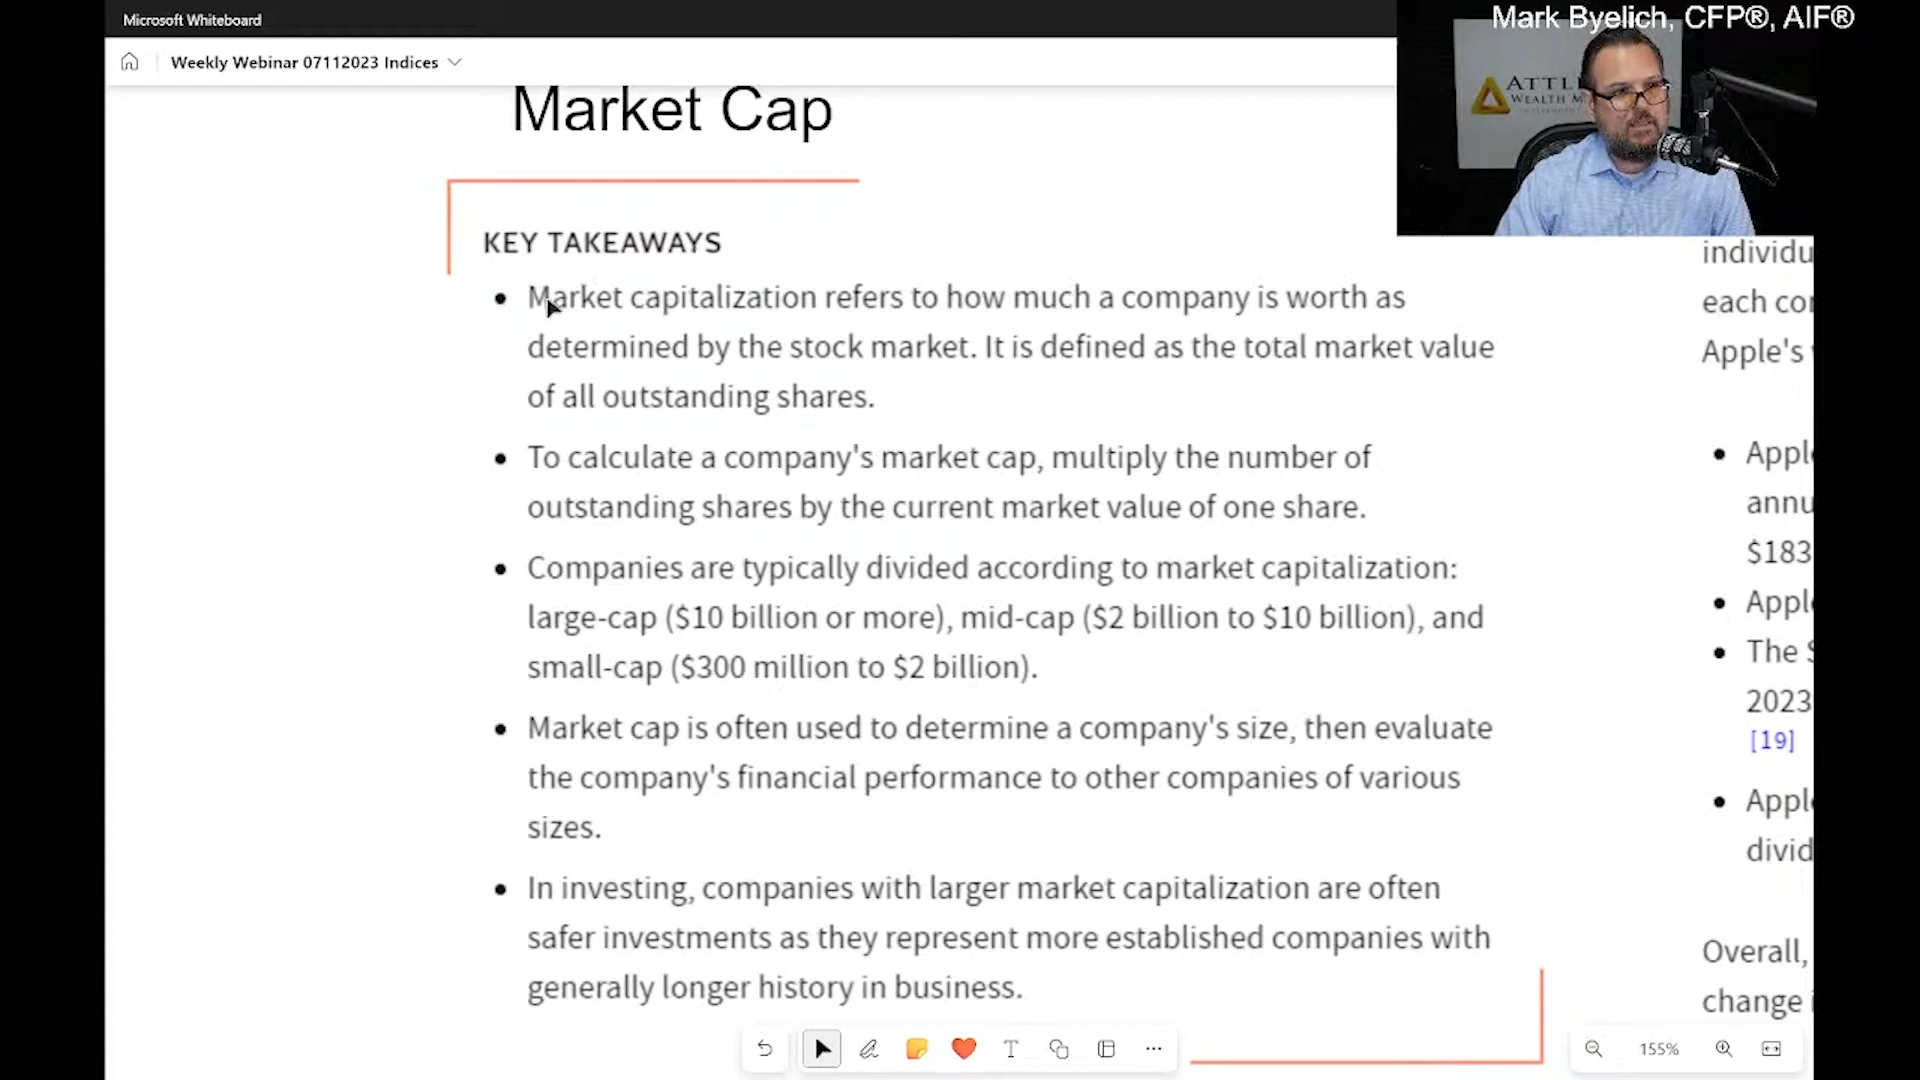 Microsoft Whiteboard
Mark Byelich, CFP®, AIF®
Weekly Webinar 07112023 Indices
Market Cap
KEY TAKEAWAYS
• Market capitalization refers to how much a company is worth as
determined by the stock market. It is defined as the total market value
of all outstanding shares.
• To calculate a company's market cap, multiply the number of
outstanding shares by the current market value of one share.
• Companies are typically divided according to market capitalization:
large-cap ($10 billion or more), mid-cap ($2 billion to $10 billion), and
small-cap ($300 million to $2 billion).
• Market cap is often used to determine a company's size, then evaluate
the company's financial performance to other companies of various
sizes.
• In investing, companies with larger market capitalization are often
safer investments as they represent more established companies with
generally longer history in business.
each
Apple's
•
$183
•
• The
2023
[19]
•
Overall,
change
155%